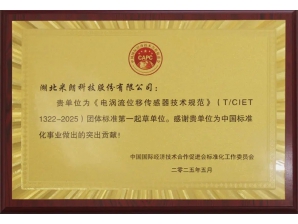 CAPC
湖北米朗科技股份有限公司：
贵单位为《电涡流位移传感器技术规范》（T/CIET
1322-2025）团体标准第一起草单位。感谢贵单位为中国标准
化事业做出的突出贡献！
中国国际经济技术合作促进会标准化工作委员会
二〇二五年五月